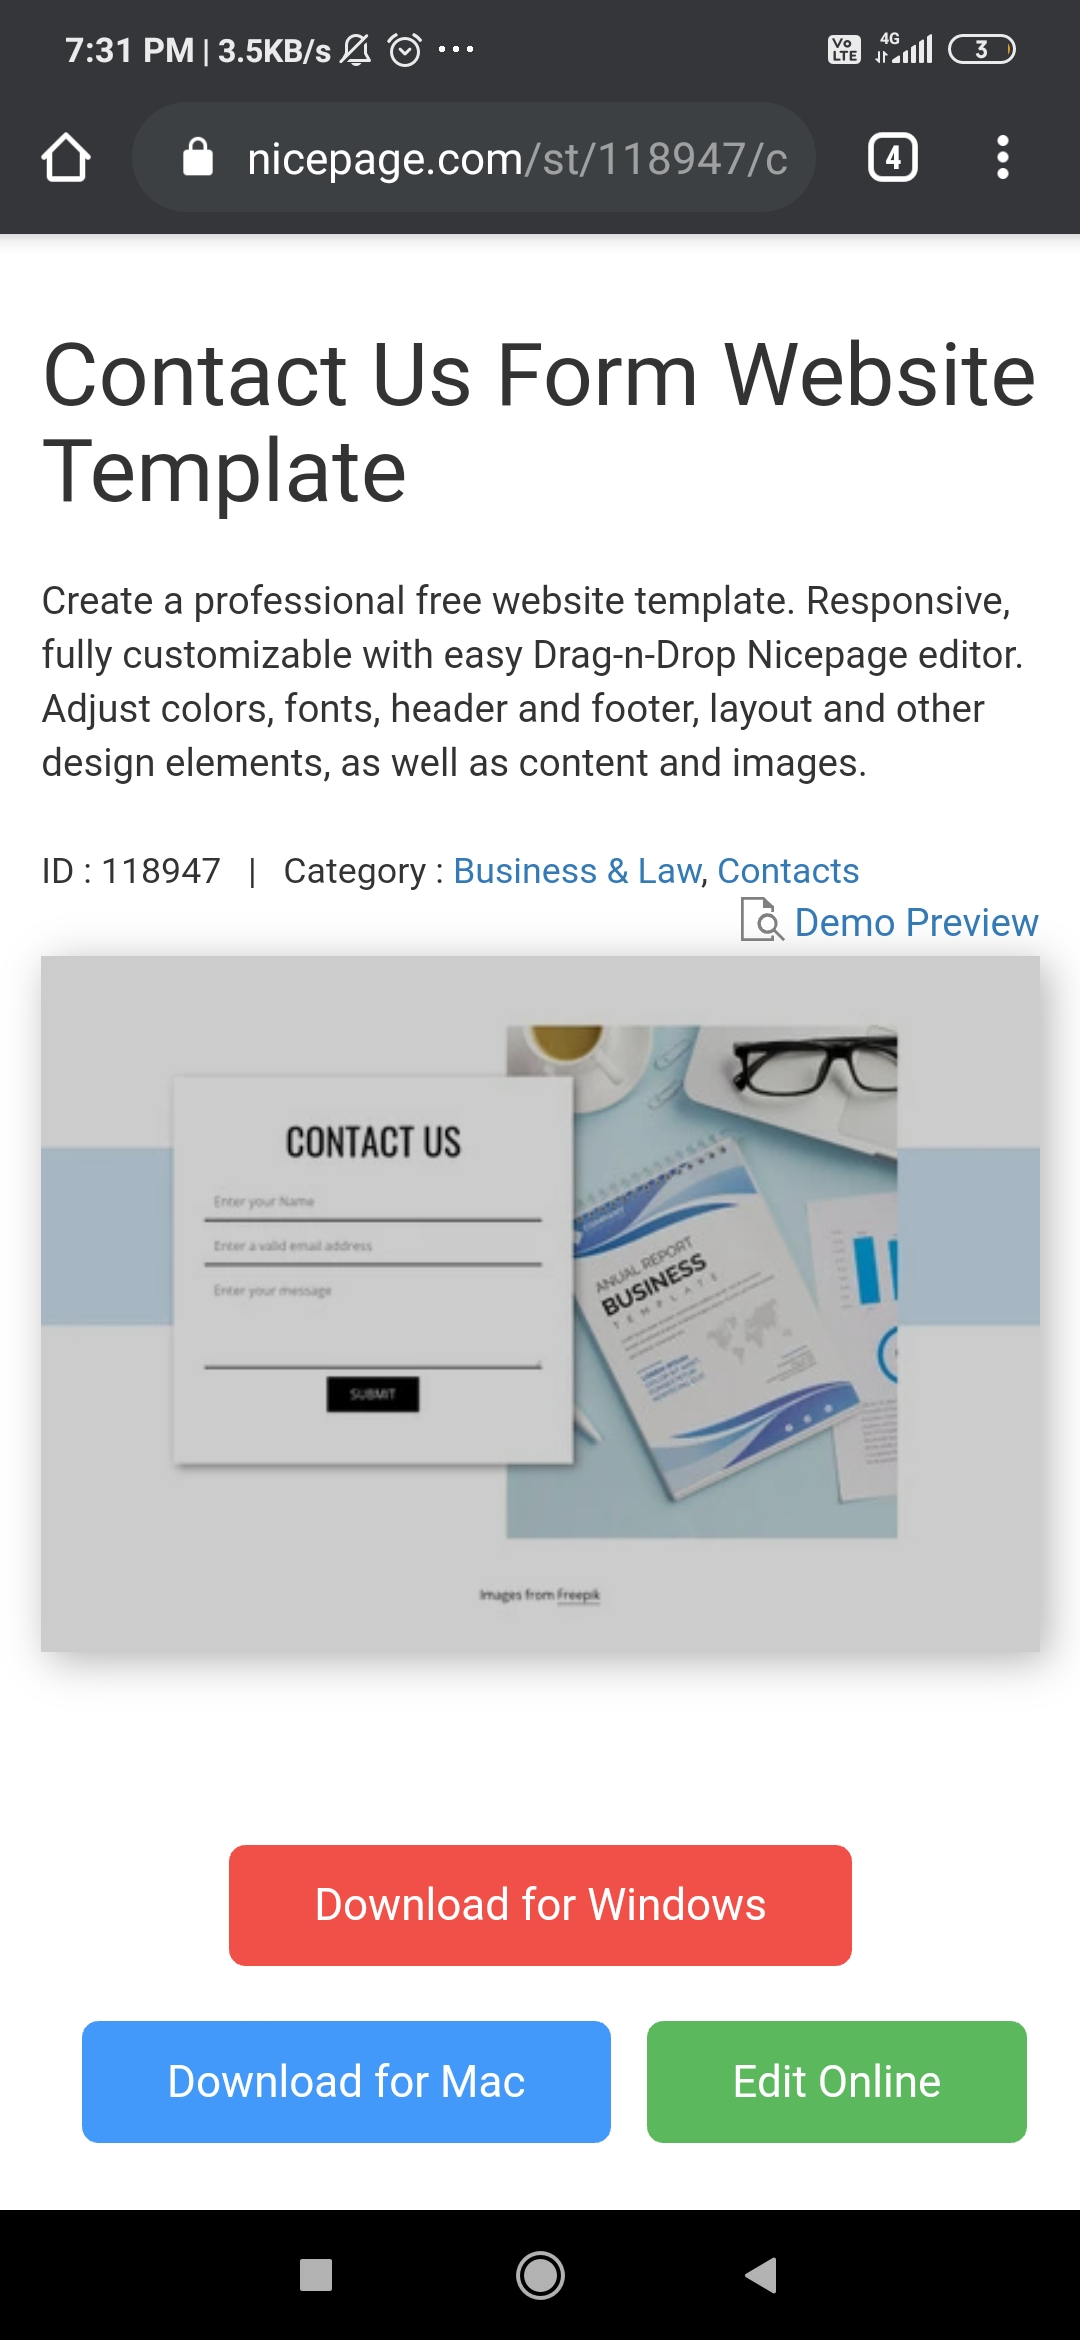 7:31 PM | 3.5KB/s
Vo LTE 4G 3
nicepage.com/st/118947/c
4
Contact Us Form Website
Template
Create a professional free website template. Responsive,
fully customizable with easy Drag-n-Drop Nicepage editor.
Adjust colors, fonts, header and footer, layout and other
design elements, as well as content and images.
ID : 118947 | Category : Business & Law, Contacts
Demo Preview
CONTACT US
Enter your Name
Enter a valid email address
Enter your message
SUBMIT
ANUAL REPORT
BUSINESS
TEMPLATE
Images from Freepik
Download for Windows
Download for Mac
Edit Online